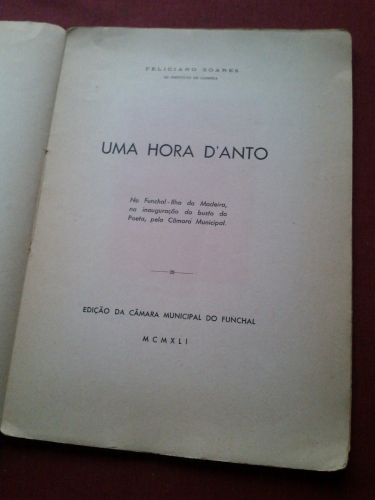 FELICIANO SOARES
UMA HORA D'ANTO
No Funchal-Ilha da Madeira,
na inauguração do busto do
Poeta, pela Câmara Municipal.
EDIÇÃO DA CÂMARA MUNICIPAL DO FUNCHAL
MCMXLI